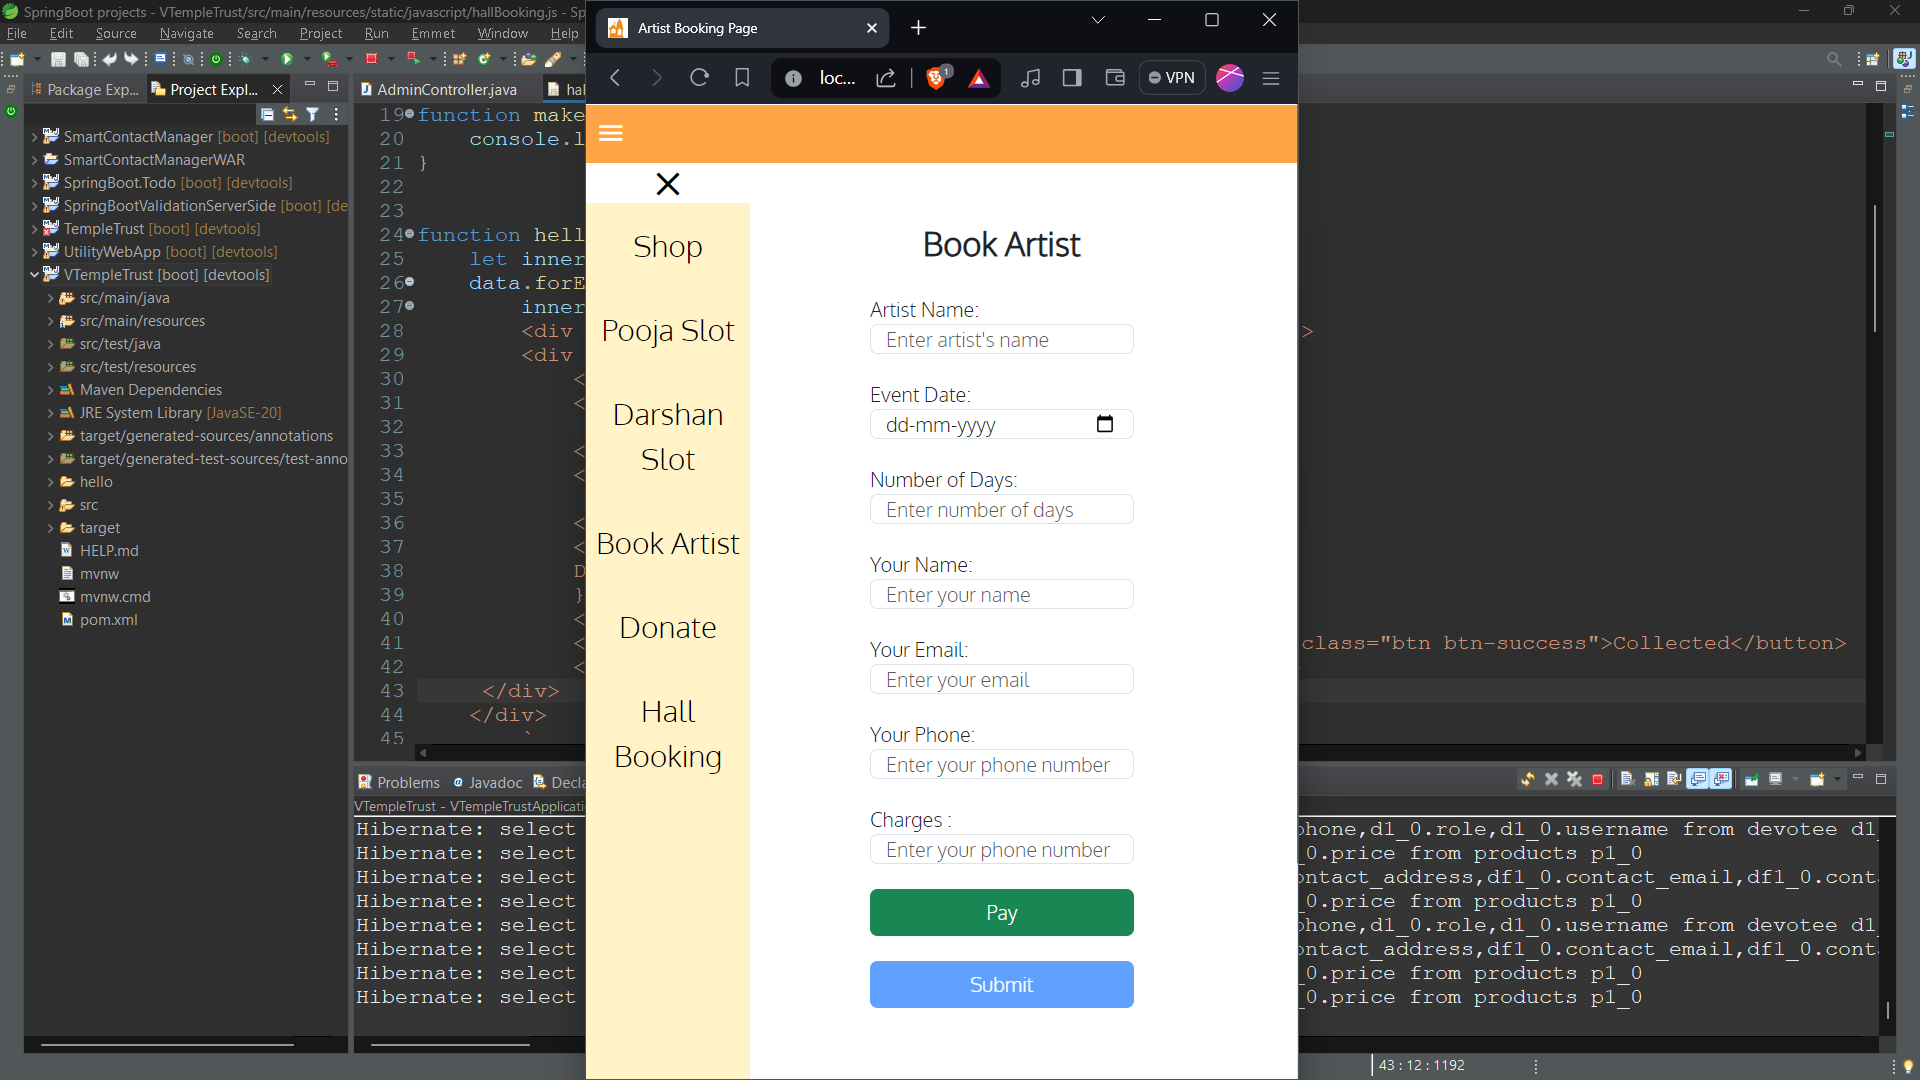 SpringBoot projects - VTempleTrust/src/main/resources/static/javascript/hallBooking.js - Sp
File Edit Source Navigate Search Project Run Emmet Window Help
Package Exp... Project Expl...
SmartContactManager [boot] [devtools]
SmartContactManagerWAR
SpringBoot.Todo [boot] [devtools]
SpringBootValidationServerSide [boot] [de
TempleTrust [boot] [devtools]
UtilityWebApp [boot] [devtools]
VTempleTrust [boot] [devtools]
src/main/java
src/main/resources
src/test/java
src/test/resources
Maven Dependencies
JRE System Library [JavaSE-20]
target/generated-sources/annotations
target/generated-test-sources/test-anno
hello
src
target
HELP.md
mvnw
mvnw.cmd
pom.xml
AdminController.java hal
19 function make
20 console.l
21 }
22
23
24 function hell
25 let inner
26 data.forE
27 inner
28 <div >
29 <div
30 <
31 <
32
33 <
34 <
35
36 <
37 <
38 D
39 }
40 <
41 < class="btn btn-success">Collected</button>
42 <
43 </div>
44 </div>
45 `
Problems Javadoc Decla
VTempleTrust - VTempleTrustApplicati
Hibernate: select phone,d1_0.role,d1_0.username from devotee d1_
Hibernate: select _0.price from products p1_0
Hibernate: select ontact_address,df1_0.contact_email,df1_0.conta
Hibernate: select _0.price from products p1_0
Hibernate: select phone,d1_0.role,d1_0.username from devotee d1_
Hibernate: select ontact_address,df1_0.contact_email,df1_0.conta
Hibernate: select _0.price from products p1_0
Hibernate: select _0.price from products p1_0
43 : 12 : 1192
Artist Booking Page
loc... 1 VPN
Shop
Pooja Slot
Darshan
Slot
Book Artist
Donate
Hall
Booking
Book Artist
Artist Name:
Enter artist's name
Event Date:
dd-mm-yyyy
Number of Days:
Enter number of days
Your Name:
Enter your name
Your Email:
Enter your email
Your Phone:
Enter your phone number
Charges :
Enter your phone number
Pay
Submit